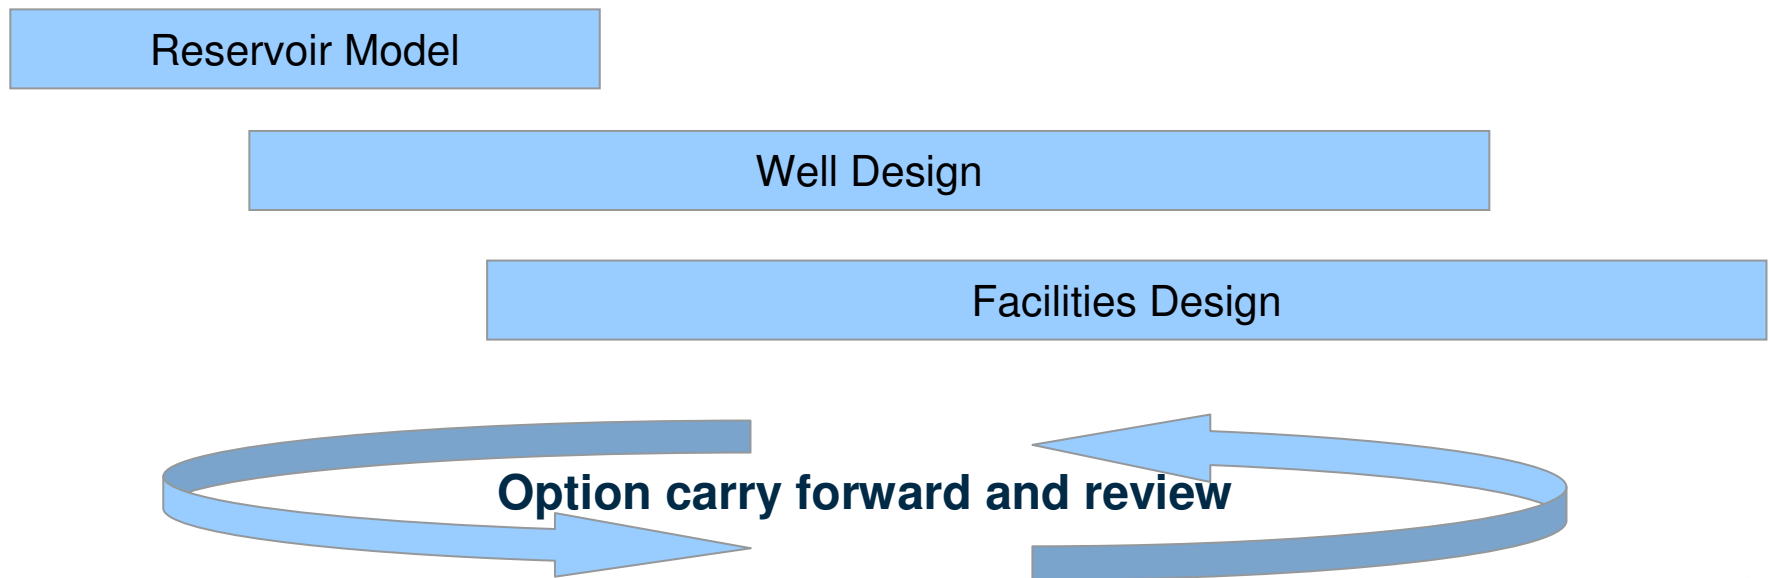 Reservoir Model
Well Design
Facilities Design
Option carry forward and review